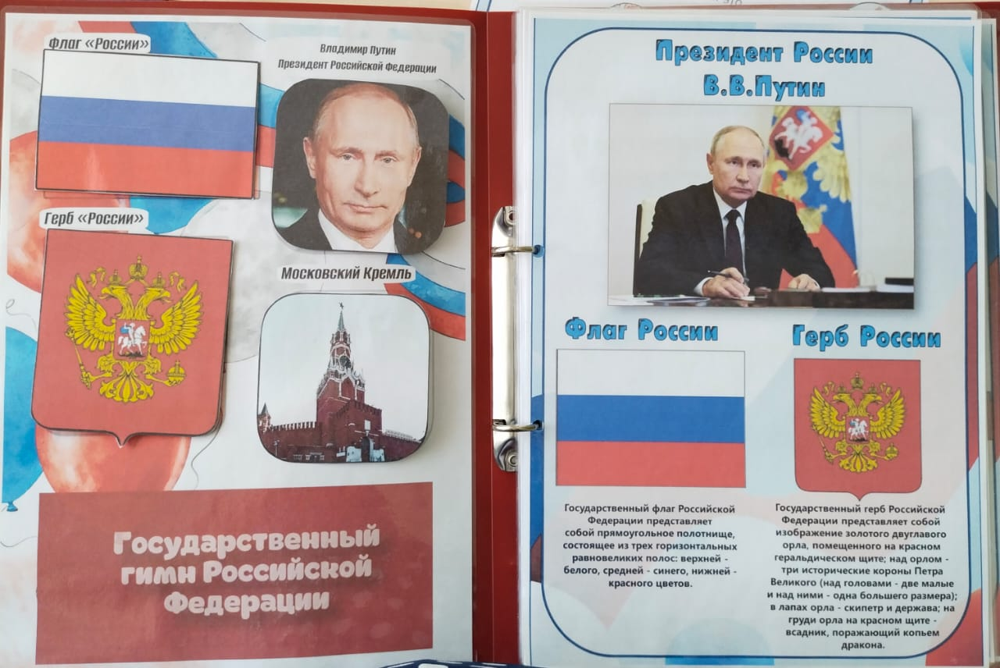 Флаг «России»
Владимир Путин
Президент Российской Федерации
Герб «России»
Московский Кремль
Государственный
гимн Российской
Федерации
Президент России
В.В.Путин
Флаг России
Герб России
Государственный флаг Российской
Федерации представляет
собой прямоугольное полотнище,
состоящее из трех горизонтальных
равновеликих полос: верхней -
белого, средней - синего, нижней -
красного цветов.
Государственный герб Российской
Федерации представляет собой
изображение золотого двуглавого
орла, помещенного на красном
геральдическом щите; над орлом -
три исторические короны Петра
Великого (над головами - две малые
и над ними - одна большего размера);
в лапах орла - скипетр и держава; на
груди орла на красном щите -
всадник, поражающий копьем
дракона.